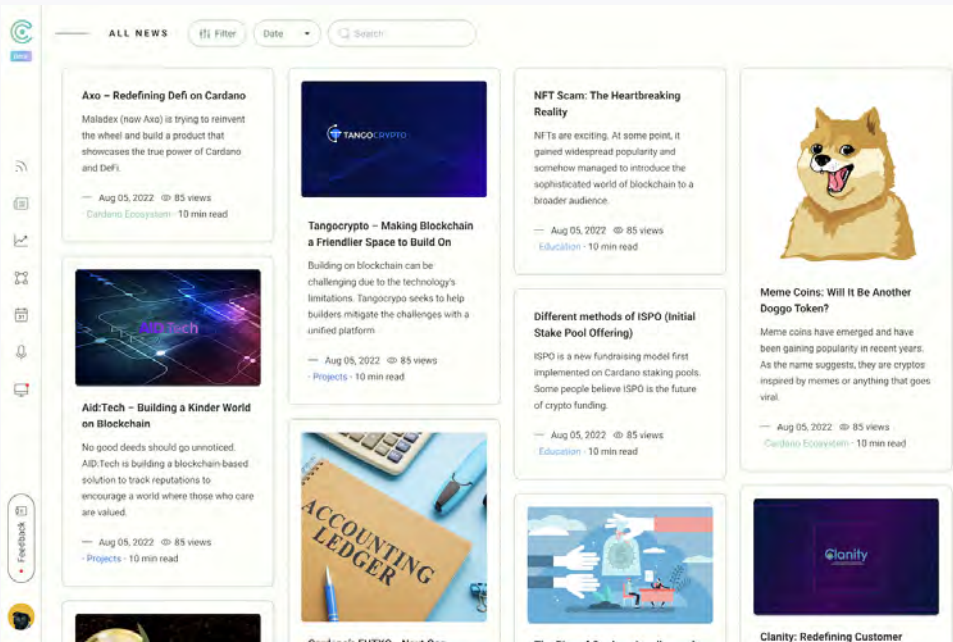 ALL NEWS
Filter
Date
Search
Axo – Redefining Defi on Cardano
Maladex (now Axo) is trying to reinvent
the wheel and build a product that
showcases the true power of Cardano
and DeFi.
— Aug 05, 2022 85 views
· Cardano Ecosystem · 10 min read
AID:Tech
Aid:Tech – Building a Kinder World
on Blockchain
No good deeds should go unnoticed.
AID:Tech is building a blockchain-based
solution to track reputations to
encourage a world where those who care
are valued.
— Aug 05, 2022 85 views
· Projects · 10 min read
TANGOCRYPTO
Tangocrypto – Making Blockchain
a Friendlier Space to Build On
Building on blockchain can be
challenging due to the technology's
limitations. Tangocrypo seeks to help
builders mitigate the challenges with a
unified platform
— Aug 05, 2022 85 views
· Projects · 10 min read
ACCOUNTING
LEDGER
NFT Scam: The Heartbreaking
Reality
NFTs are exciting. At some point, it
gained widespread popularity and
somehow managed to introduce the
sophisticated world of blockchain to a
broader audience.
— Aug 05, 2022 85 views
· Education · 10 min read
Different methods of ISPO (Initial
Stake Pool Offering)
ISPO is a new fundraising model first
implemented on Cardano staking pools.
Some people believe ISPO is the future
of crypto funding.
— Aug 05, 2022 85 views
· Education · 10 min read
Meme Coins: Will It Be Another
Doggo Token?
Meme coins have emerged and have
been gaining popularity in recent years.
As the name suggests, they are cryptos
inspired by memes or anything that goes
viral.
— Aug 05, 2022 85 views
· Cardano Ecosystem · 10 min read
Clanity
Clanity: Redefining Customer
Feedback